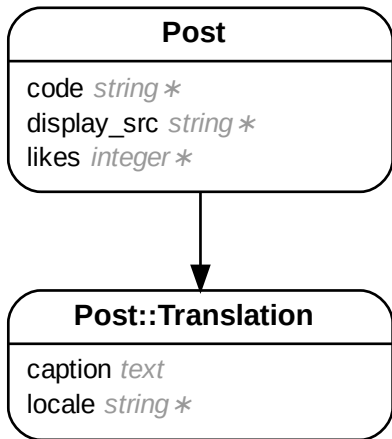 Post
code string ∗
display_src string ∗
likes integer ∗
Post::Translation
caption text
locale string ∗